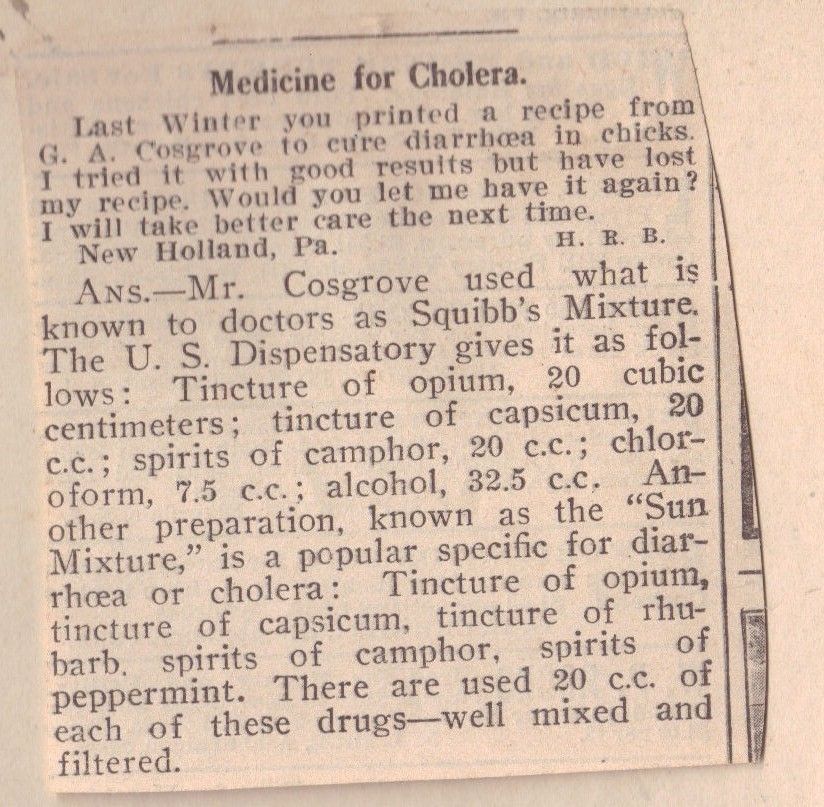 Medicine for Cholera.
Last Winter you printed a recipe from
G. A. Cosgrove to cure diarrhœa in chicks.
I tried it with good results but have lost
my recipe. Would you let me have it again?
I will take better care the next time.
New Holland, Pa. H. R. B.
ANS.—Mr. Cosgrove used what is
known to doctors as Squibb's Mixture.
The U. S. Dispensatory gives it as fol-
lows: Tincture of opium, 20 cubic
centimeters; tincture of capsicum, 20
c.c.; spirits of camphor, 20 c.c.; chlor-
oform, 7.5 c.c.; alcohol, 32.5 c.c. An-
other preparation, known as the "Sun
Mixture," is a popular specific for diar-
rhœa or cholera: Tincture of opium,
tincture of capsicum, tincture of rhu-
barb, spirits of camphor, spirits of
peppermint. There are used 20 c.c. of
each of these drugs—well mixed and
filtered.